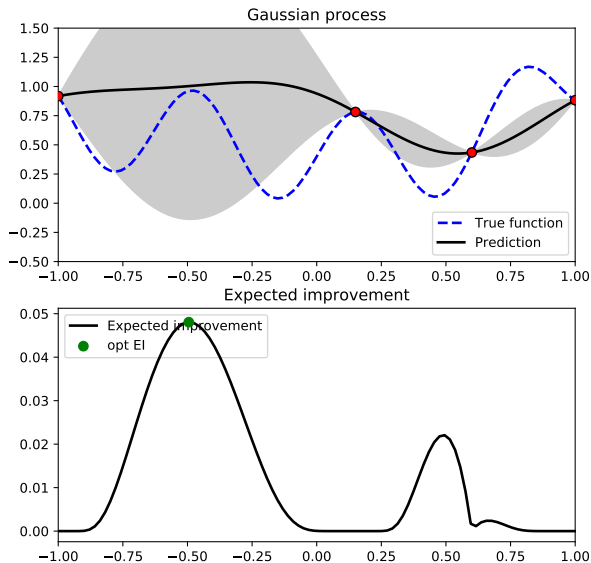 Gaussian process
1.50
1.25
1.00
0.75
0.50
0.25
0.00
−0.25
−0.50
True function
Prediction
−1.00 −0.75 −0.50 −0.25 0.00 0.25 0.50 0.75 1.00
Expected improvement
0.05
0.04
0.03
0.02
0.01
0.00
Expected improvement
opt EI
−1.00 −0.75 −0.50 −0.25 0.00 0.25 0.50 0.75 1.00